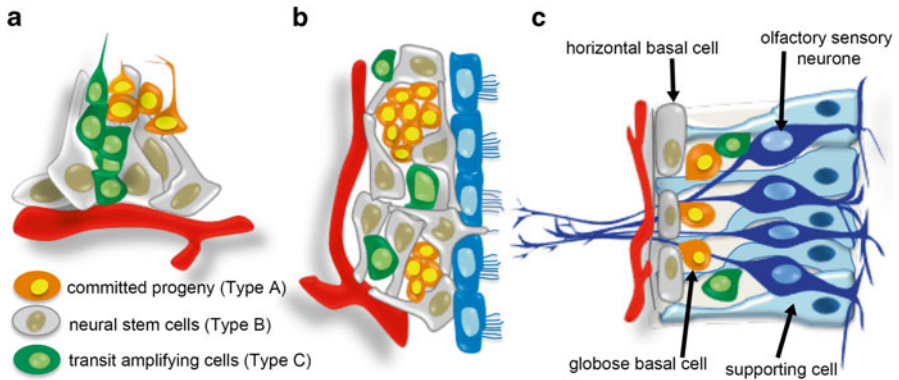 a
b
c
horizontal basal cell
olfactory sensory
neurone
committed progeny (Type A)
neural stem cells (Type B)
transit amplifying cells (Type C)
globose basal cell
supporting cell